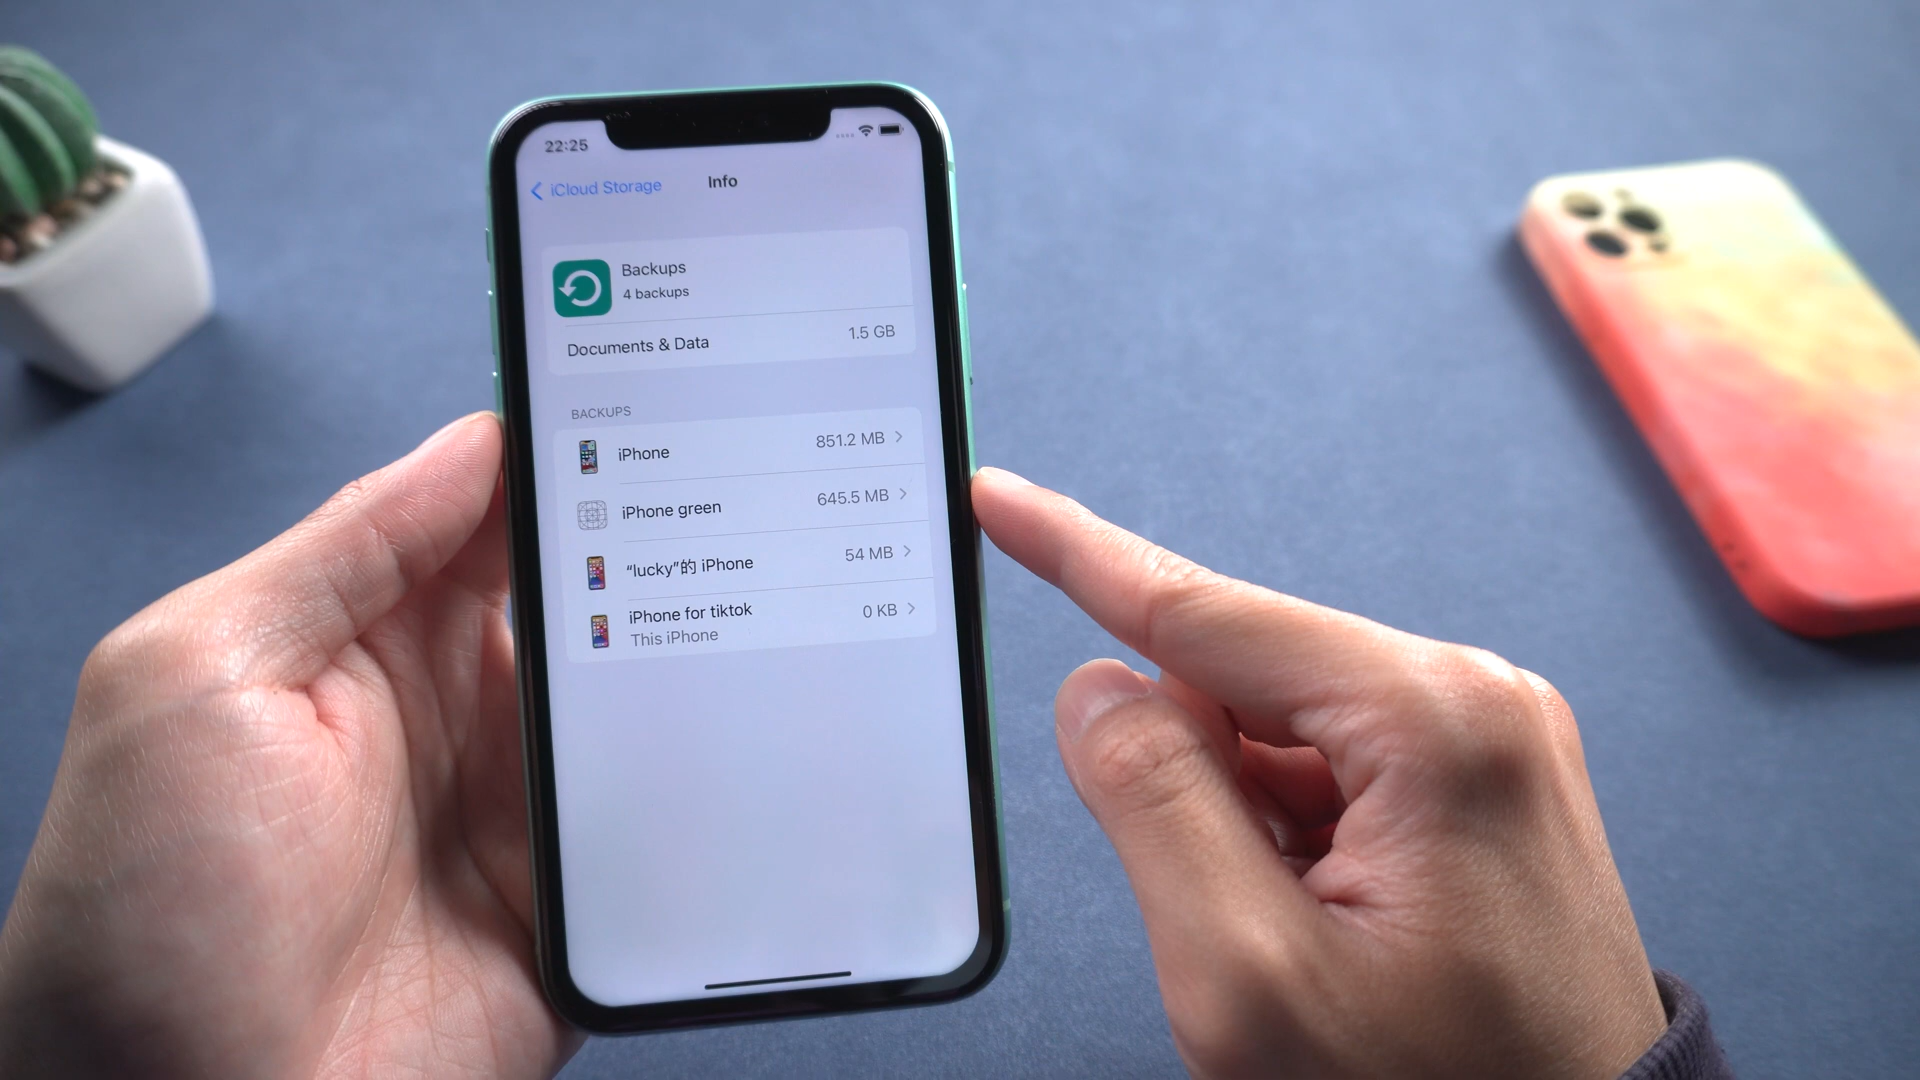 22:25
iCloud Storage
Info
Backups
4 backups
Documents & Data
1.5 GB
BACKUPS
iPhone
851.2 MB
iPhone green
645.5 MB
“lucky”的 iPhone
54 MB
iPhone for tiktok
0 KB
This iPhone